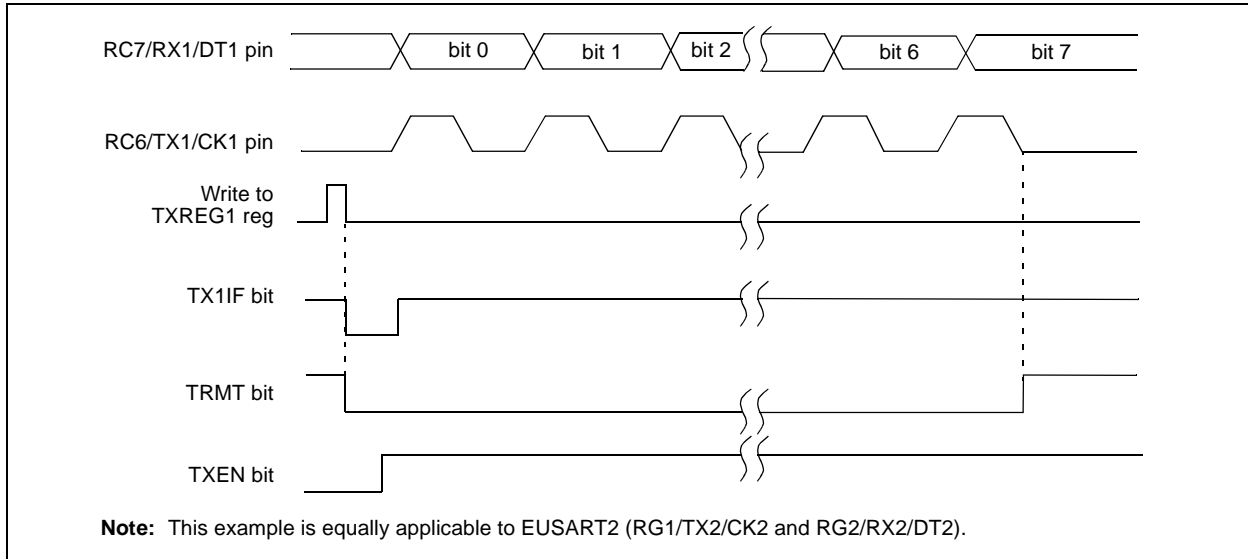 RC7/RX1/DT1 pin
bit 0
bit 1
bit 2
bit 6
bit 7
RC6/TX1/CK1 pin
Write to
TXREG1 reg
TX1IF bit
TRMT bit
TXEN bit
Note: This example is equally applicable to EUSART2 (RG1/TX2/CK2 and RG2/RX2/DT2).